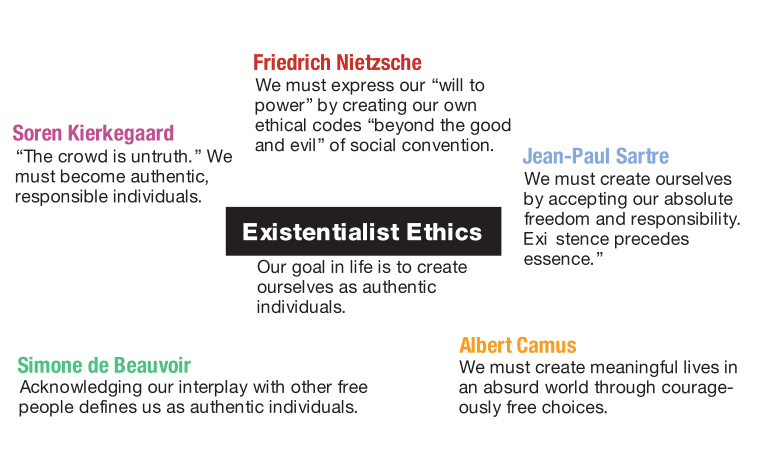 Friedrich Nietzsche
We must express our “will to
power” by creating our own
ethical codes “beyond the good
and evil” of social convention.
Soren Kierkegaard
“The crowd is untruth.” We
must become authentic,
responsible individuals.
Jean-Paul Sartre
We must create ourselves
by accepting our absolute
freedom and responsibility.
Exi stence precedes
essence.”
Existentialist Ethics
Our goal in life is to create
ourselves as authentic
individuals.
Simone de Beauvoir
Acknowledging our interplay with other free
people defines us as authentic individuals.
Albert Camus
We must create meaningful lives in
an absurd world through courage-
ously free choices.